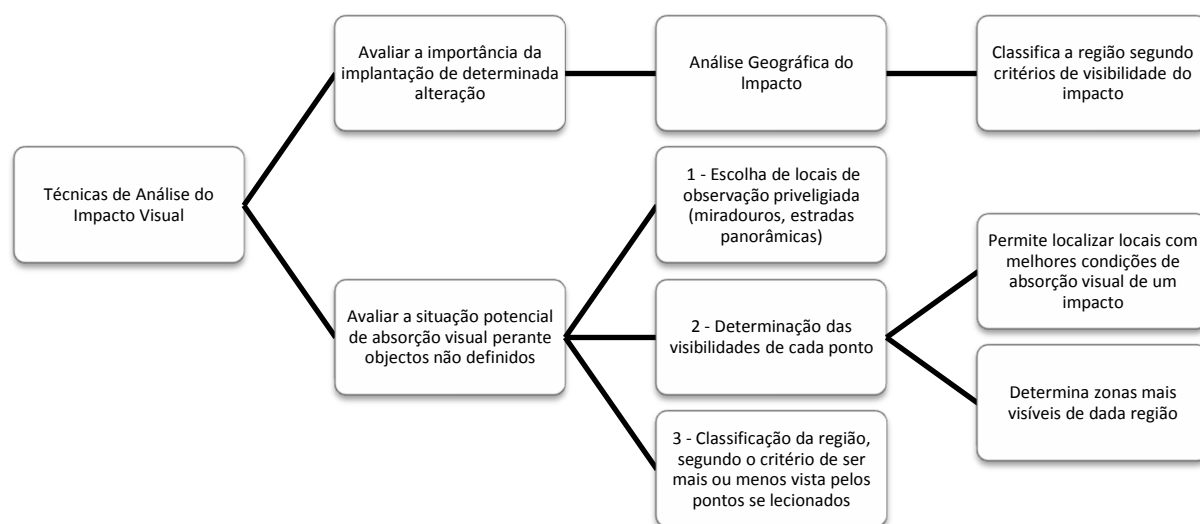 Técnicas de Análise do
Impacto Visual
Avaliar a importância da
implantação de determinada
alteração
Análise Geográfica do
Impacto
Classifica a região segundo
critérios de visibilidade do
impacto
Avaliar a situação potencial
de absorção visual perante
objectos não definidos
1 - Escolha de locais de
observação priveligiada
(miradouros, estradas
panorâmicas)
2 - Determinação das
visibilidades de cada ponto
Permite localizar locais com
melhores condições de
absorção visual de um
impacto
Determina zonas mais
visíveis de dada região
3 - Classificação da região,
segundo o critério de ser
mais ou menos vista pelos
pontos se lecionados